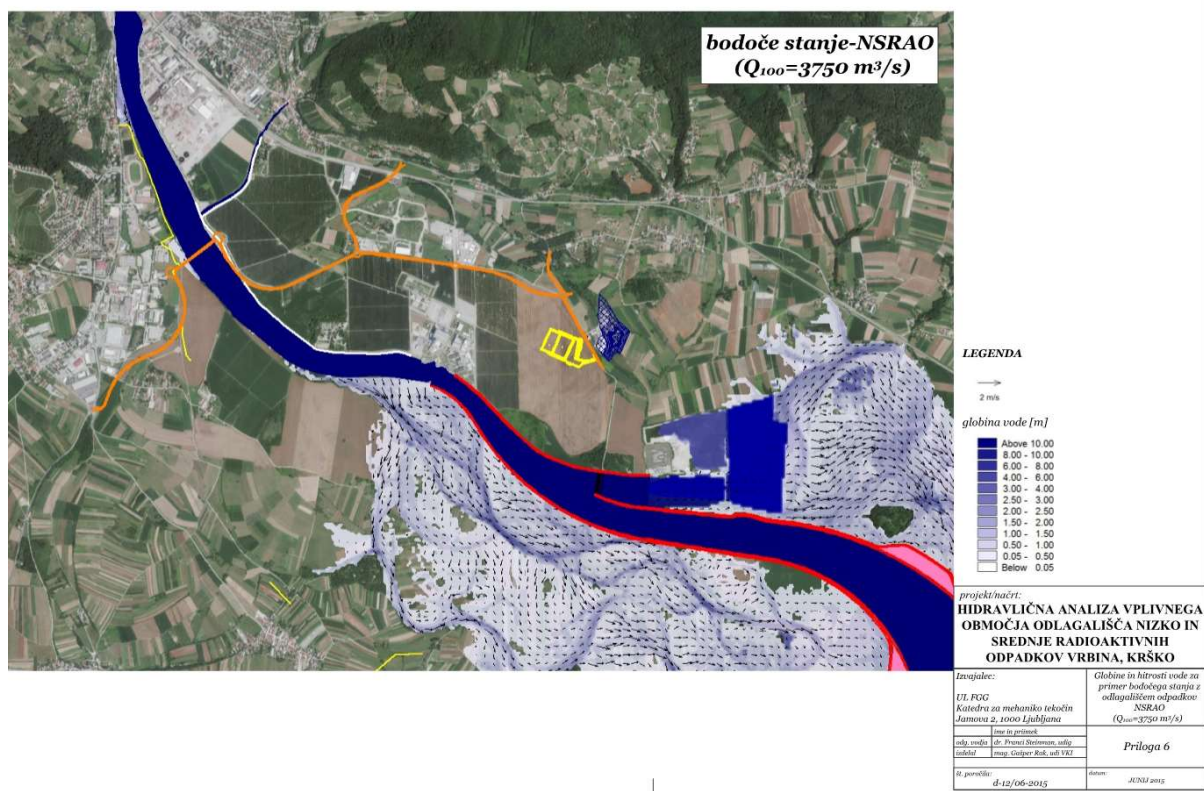 bodoče stanje-NSRAO
(Q₁₀₀=3750 m³/s)
LEGENDA
2 m/s
globina vode [m]
Above 10.00
8.00 - 10.00
6.00 - 8.00
4.00 - 6.00
3.00 - 4.00
2.50 - 3.00
2.00 - 2.50
1.50 - 2.00
1.00 - 1.50
0.50 - 1.00
0.05 - 0.50
Below 0.05
projekt/načrt:
HIDRAVLIČNA ANALIZA VPLIVNEGA
OBMOČJA ODLAGALIŠČA NIZKO IN
SREDNJE RADIOAKTIVNIH
ODPADKOV VRBINA, KRŠKO
Izvajalec:
UL FGG
Katedra za mehaniko tekočin
Jamova 2, 1000 Ljubljana
Globine in hitrosti vode za
primer bodočega stanja z
odlagališčem odpadkov
NSRAO
(Q₁₀₀=3750 m³/s)
ime in priimek
odg. vodja dr. Franci Steinman, udig
izdelal mag. Gašper Rak, udi VKI
Priloga 6
št. poročila:
d-12/06-2015
datum:
JUNIJ 2015